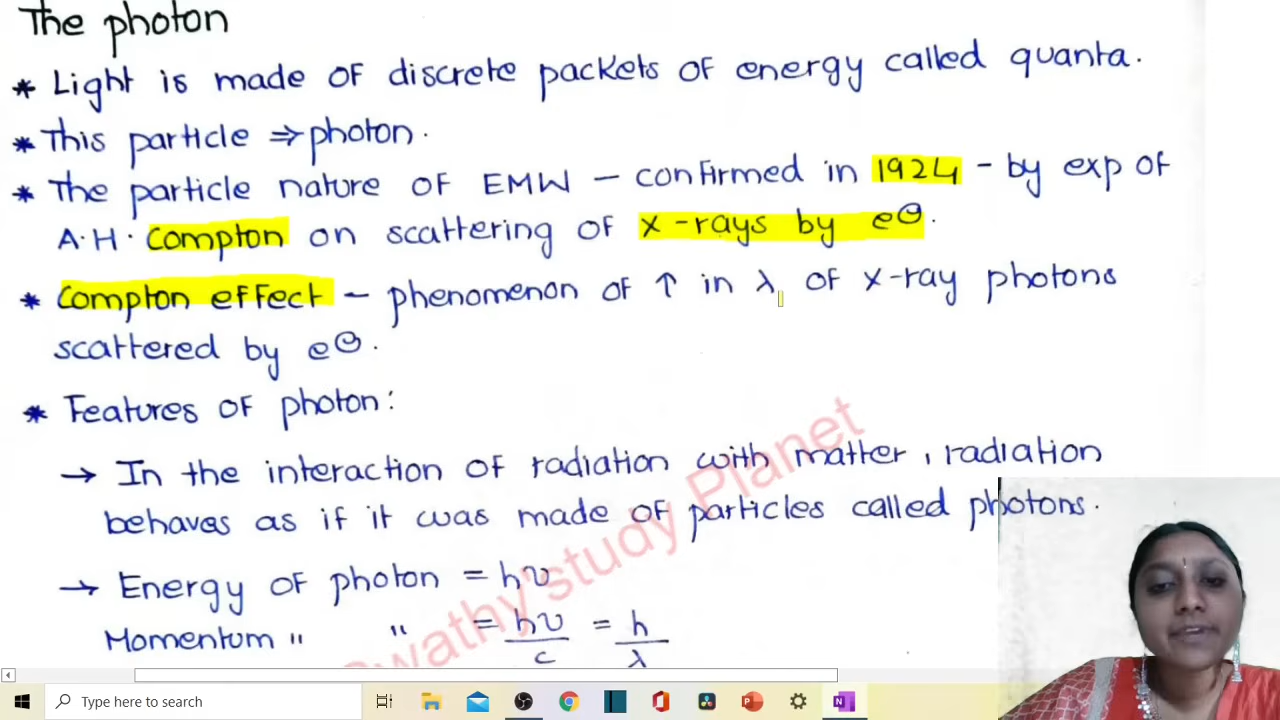 The photon
* Light is made of discrete packets of energy called quanta.
* This particle ⇒ photon.
* The particle nature of EMW – confirmed in 1924 – by exp of
A.H. Compton on scattering of x-rays by e⊖.
* Compton effect – phenomenon of ↑ in λ of x-ray photons
scattered by e⊖.
* Features of photon:
→ In the interaction of radiation with matter, radiation
behaves as if it was made of particles called photons.
→ Energy of photon = hν
Momentum " " = hν/c = h/λ
Swathy'study Planet
Type here to search